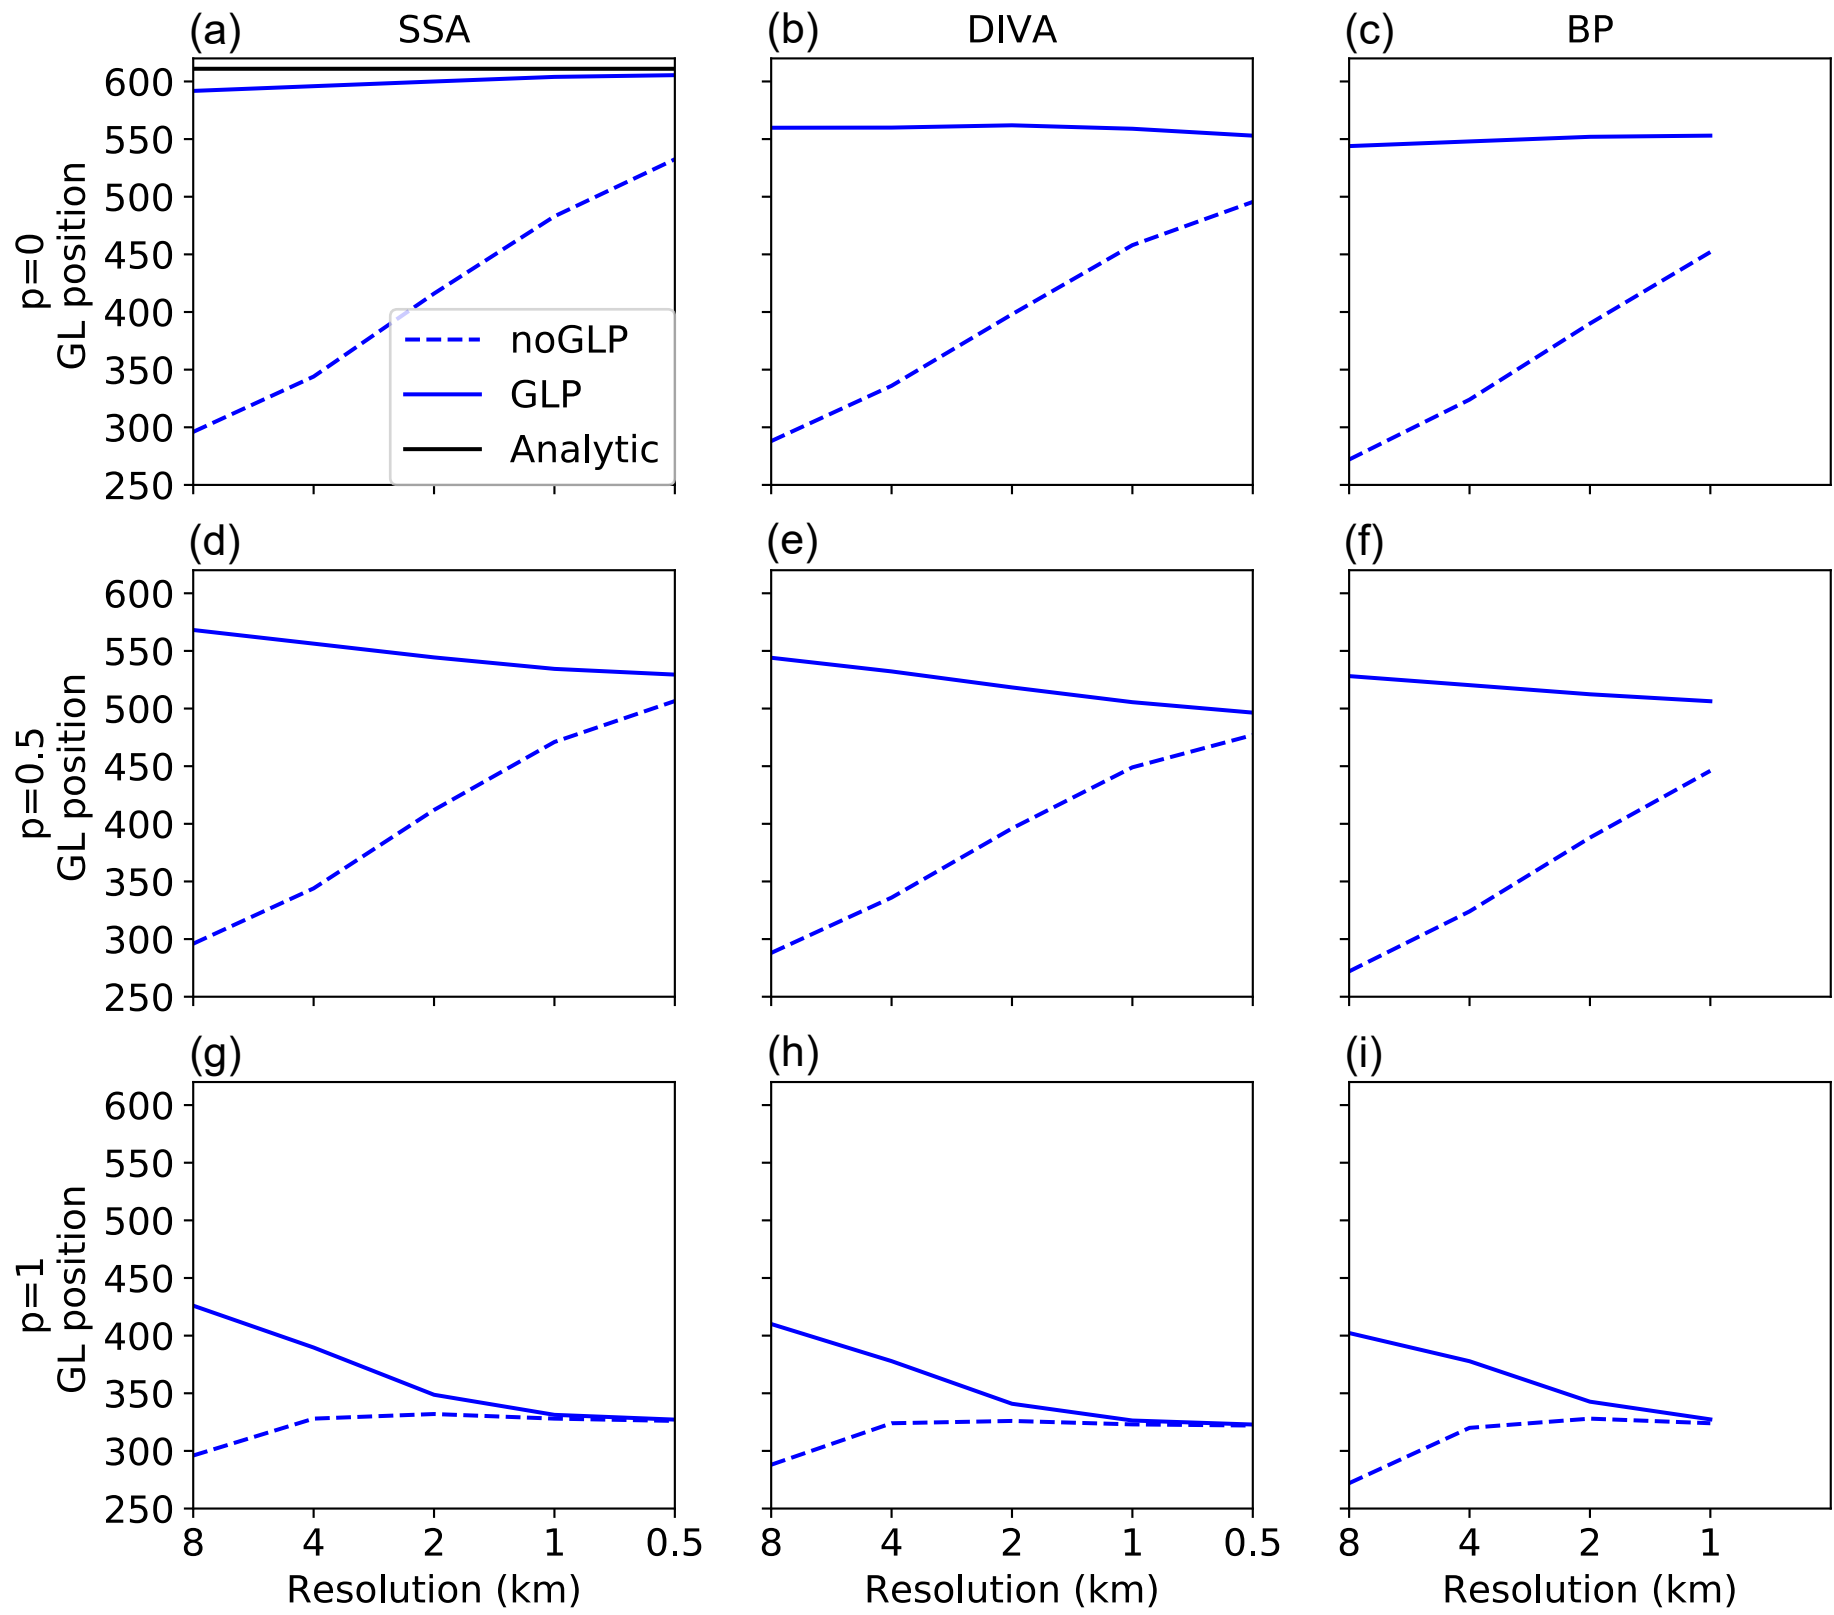 (a) SSA
(b) DIVA
(c) BP
p=0
GL position
600
550
500
450
400
350
300
250
noGLP
GLP
Analytic
(d)
(e)
(f)
p=0.5
GL position
600
550
500
450
400
350
300
250
(g)
(h)
(i)
p=1
GL position
600
550
500
450
400
350
300
250
8 4 2 1 0.5
8 4 2 1 0.5
8 4 2 1
Resolution (km)
Resolution (km)
Resolution (km)